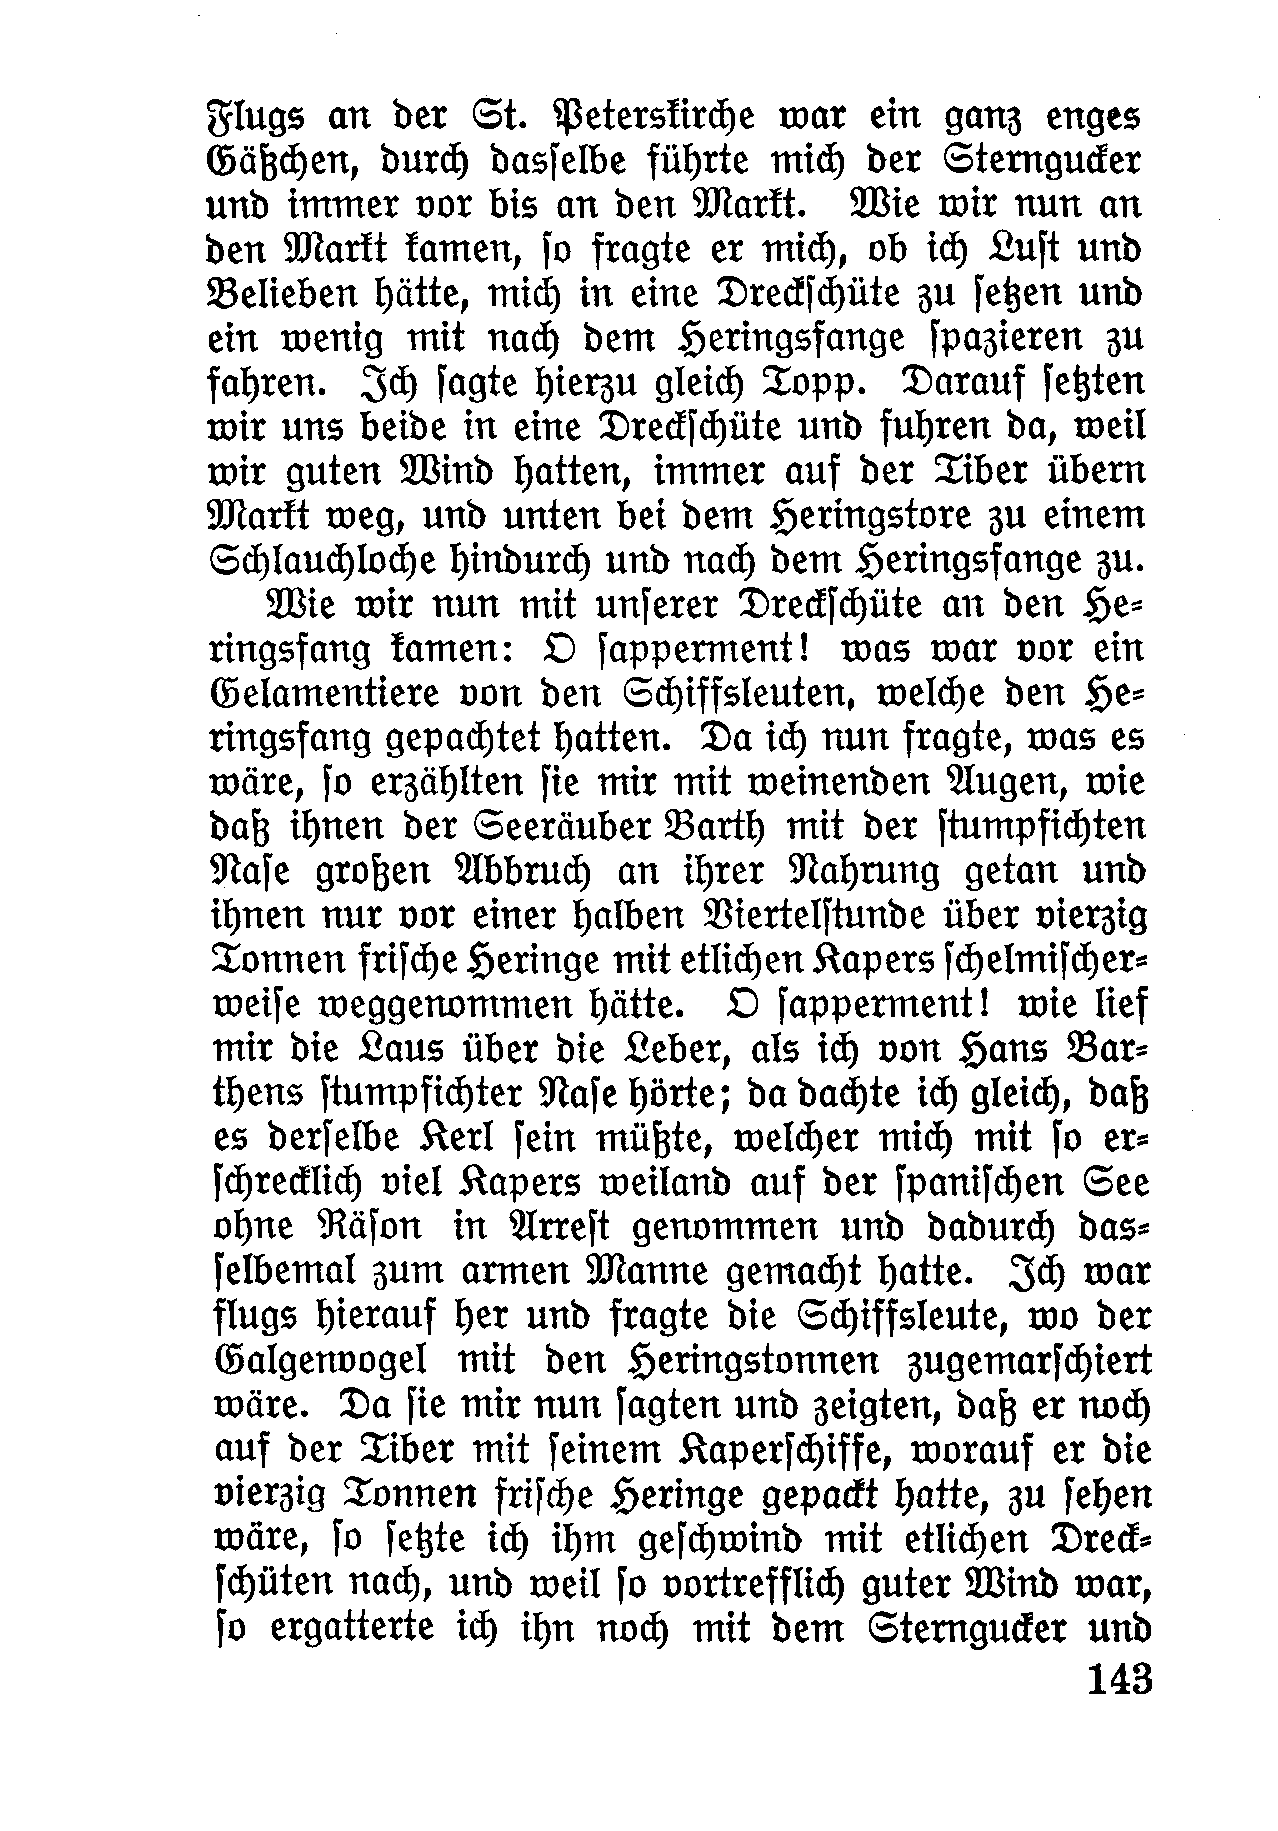 Flugs an der St. Peterskirche war ein ganz enges
Gäßchen, durch dasselbe führte mich der Sterngucker
und immer vor bis an den Markt. Wie wir nun an
den Markt kamen, so fragte er mich, ob ich Lust und
Belieben hätte, mich in eine Dreckschüte zu setzen und
ein wenig mit nach dem Heringsfange spazieren zu
fahren. Ich sagte hierzu gleich Topp. Darauf setzten
wir uns beide in eine Dreckschüte und fuhren da, weil
wir guten Wind hatten, immer auf der Tiber übern
Markt weg, und unten bei dem Heringstore zu einem
Schlauchloche hindurch und nach dem Heringsfange zu.
Wie wir nun mit unserer Dreckschüte an den He-
ringsfang kamen: O sapperment! was war vor ein
Gelamentiere von den Schiffsleuten, welche den He-
ringsfang gepachtet hatten. Da ich nun fragte, was es
wäre, so erzählten sie mir mit weinenden Augen, wie
daß ihnen der Seeräuber Barth mit der stumpfichten
Nase großen Abbruch an ihrer Nahrung getan und
ihnen nur vor einer halben Viertelstunde über vierzig
Tonnen frische Heringe mit etlichen Kapers schelmischer-
weise weggenommen hätte. O sapperment! wie lief
mir die Laus über die Leber, als ich von Hans Bar-
thens stumpfichter Nase hörte; da dachte ich gleich, daß
es derselbe Kerl sein müßte, welcher mich mit so er-
schrecklich viel Kapers weiland auf der spanischen See
ohne Räson in Arrest genommen und dadurch das-
selbemal zum armen Manne gemacht hatte. Ich war
flugs hierauf her und fragte die Schiffsleute, wo der
Galgenvogel mit den Heringstonnen zugemarschiert
wäre. Da sie mir nun sagten und zeigten, daß er noch
auf der Tiber mit seinem Kaperschiffe, worauf er die
vierzig Tonnen frische Heringe gepackt hatte, zu sehen
wäre, so setzte ich ihm geschwind mit etlichen Dreck-
schüten nach, und weil so vortrefflich guter Wind war,
so ergatterte ich ihn noch mit dem Sterngucker und
143